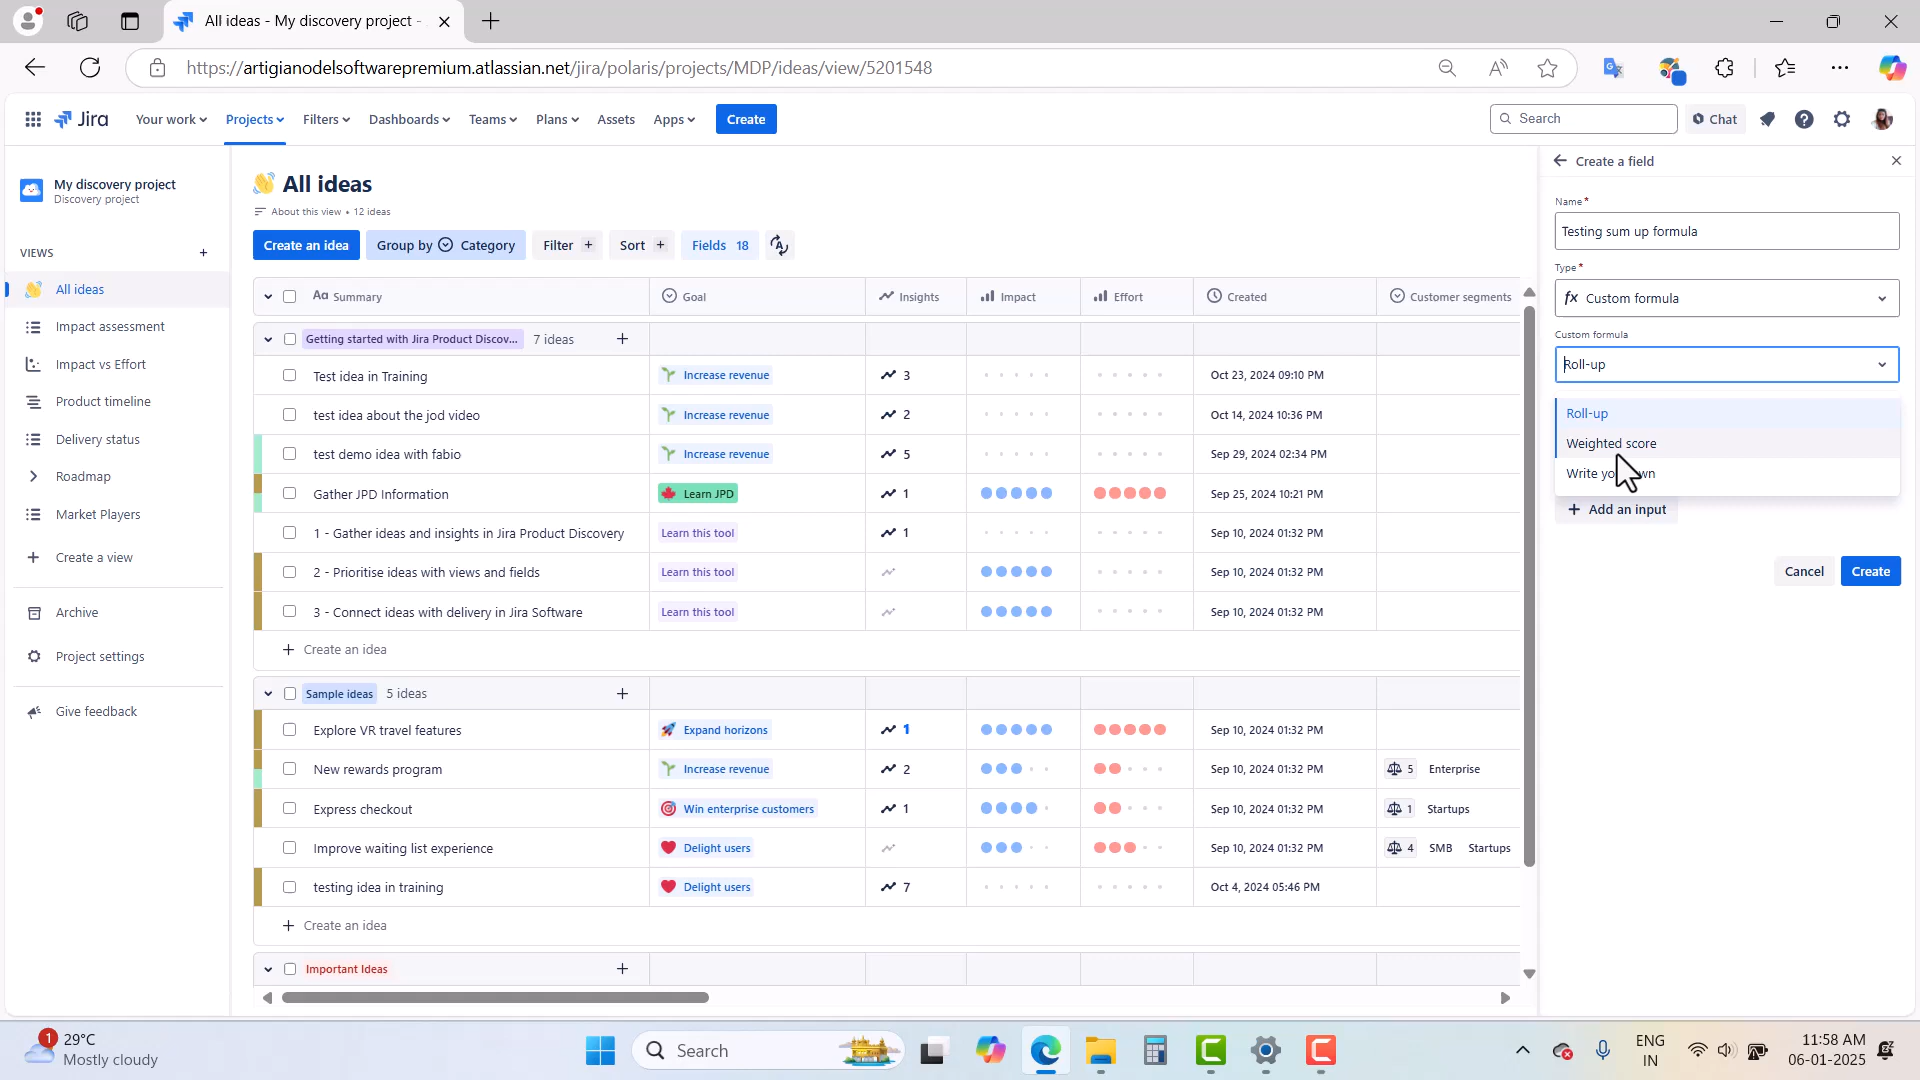 All ideas - My discovery project -
https://artigianodelsoftwarepremium.atlassian.net/jira/polaris/projects/MDP/ideas/view/5201548
Jira Your work Projects Filters Dashboards Teams Plans Assets Apps Create Search Chat
My discovery project
Discovery project
VIEWS
All ideas
Impact assessment
Impact vs Effort
Product timeline
Delivery status
Roadmap
Market Players
Create a view
Archive
Project settings
Give feedback
All ideas
About this view • 12 ideas
Create an idea Group by Category Filter + Sort + Fields 18
Aa Summary Goal Insights Impact Effort Created Customer segments
Getting started with Jira Product Discov... 7 ideas
Test idea in Training Increase revenue 3 Oct 23, 2024 09:10 PM
test idea about the jod video Increase revenue 2 Oct 14, 2024 10:36 PM
test demo idea with fabio Increase revenue 5 Sep 29, 2024 02:34 PM
Gather JPD Information Learn JPD 1 Sep 25, 2024 10:21 PM
1 - Gather ideas and insights in Jira Product Discovery Learn this tool 1 Sep 10, 2024 01:32 PM
2 - Prioritise ideas with views and fields Learn this tool Sep 10, 2024 01:32 PM
3 - Connect ideas with delivery in Jira Software Learn this tool Sep 10, 2024 01:32 PM
+ Create an idea
Sample ideas 5 ideas
Explore VR travel features Expand horizons 1 Sep 10, 2024 01:32 PM
New rewards program Increase revenue 2 Sep 10, 2024 01:32 PM 5 Enterprise
Express checkout Win enterprise customers 1 Sep 10, 2024 01:32 PM 1 Startups
Improve waiting list experience Delight users Sep 10, 2024 01:32 PM 4 SMB Startups
testing idea in training Delight users 7 Oct 4, 2024 05:46 PM
+ Create an idea
Important Ideas
Create a field
Name*
Testing sum up formula
Type*
fx Custom formula
Custom formula
Roll-up
Roll-up
Weighted score
Write
+ Add an input
Cancel Create
1 29°C
Mostly cloudy
Search
ENG
IN
11:58 AM
06-01-2025